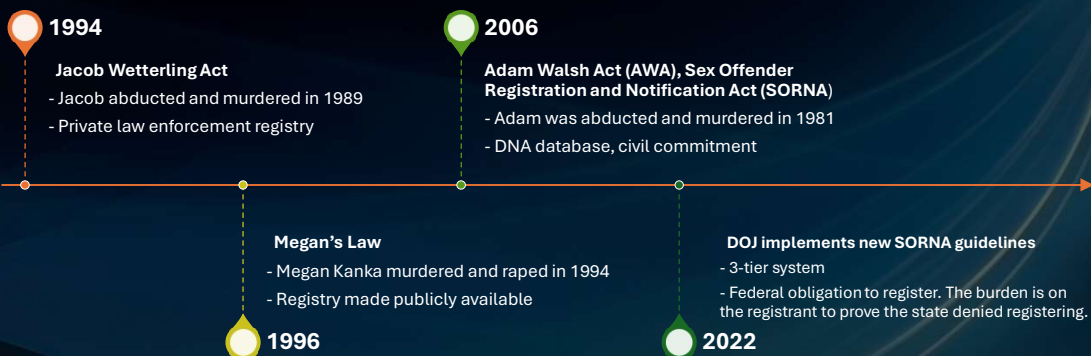 1994
Jacob Wetterling Act
- Jacob abducted and murdered in 1989
- Private law enforcement registry
2006
Adam Walsh Act (AWA), Sex Offender
Registration and Notification Act (SORNA)
- Adam was abducted and murdered in 1981
- DNA database, civil commitment
Megan's Law
- Megan Kanka murdered and raped in 1994
- Registry made publicly available
1996
DOJ implements new SORNA guidelines
- 3-tier system
- Federal obligation to register. The burden is on
the registrant to prove the state denied registering.
2022